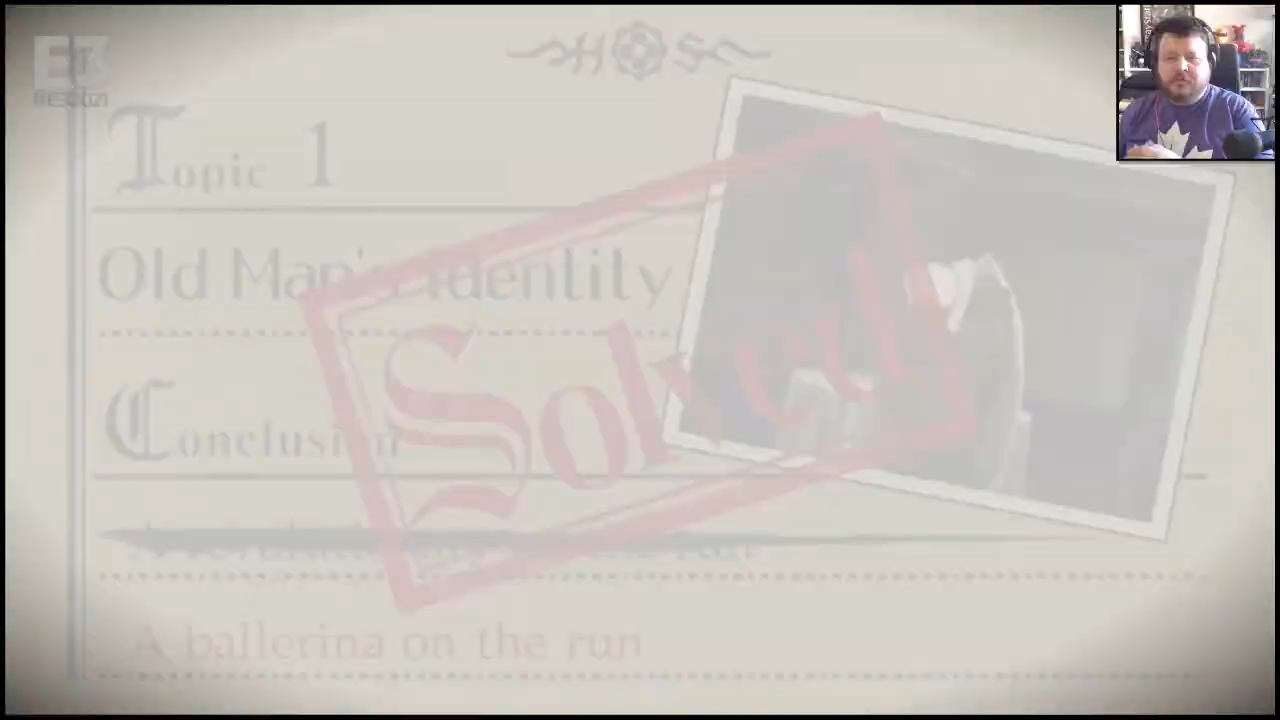 H S
Topic 1
Old Man's Identity
Solved
Conclusion
A ballerina on the run